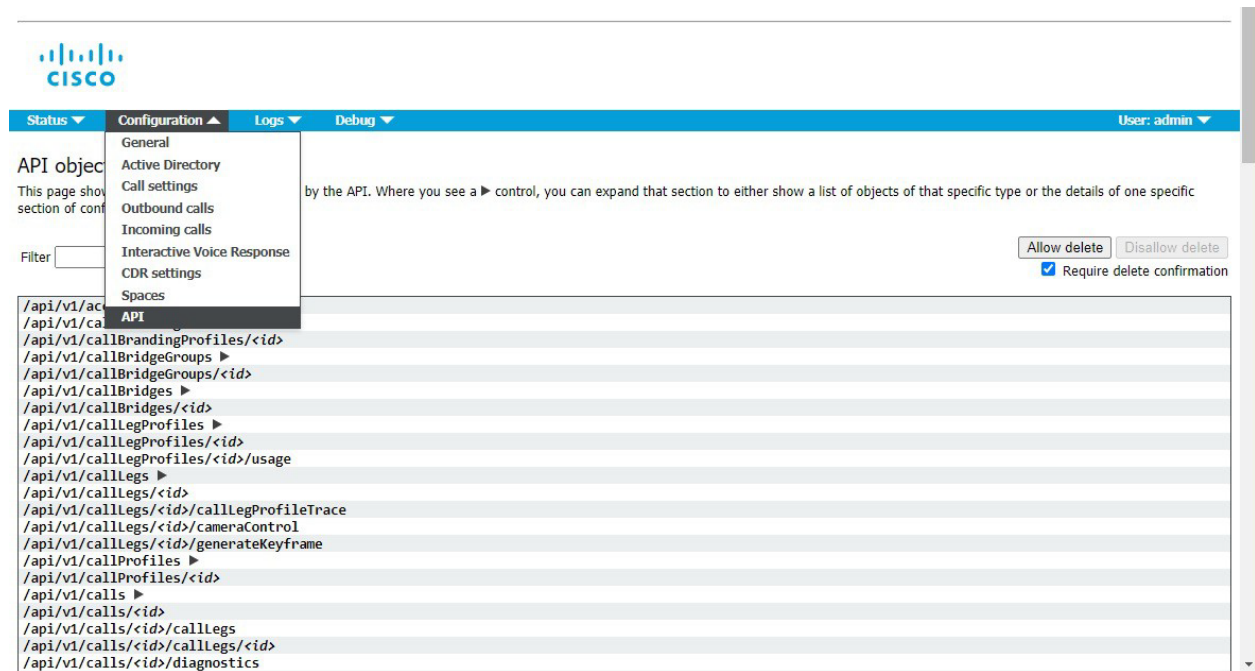 CISCO
Status Configuration Logs Debug User: admin
General
Active Directory
Call settings
Outbound calls
Incoming calls
Interactive Voice Response
CDR settings
Spaces
API
API objec
This page shov by the API. Where you see a ▶ control, you can expand that section to either show a list of objects of that specific type or the details of one specific
section of conf
Filter
Allow delete Disallow delete
Require delete confirmation
/api/v1/ac
/api/v1/ca
/api/v1/callBrandingProfiles/<id>
/api/v1/callBridgeGroups ▶
/api/v1/callBridgeGroups/<id>
/api/v1/callBridges ▶
/api/v1/callBridges/<id>
/api/v1/callLegProfiles ▶
/api/v1/callLegProfiles/<id>
/api/v1/callLegProfiles/<id>/usage
/api/v1/callLegs ▶
/api/v1/callLegs/<id>
/api/v1/callLegs/<id>/callLegProfileTrace
/api/v1/callLegs/<id>/cameraControl
/api/v1/callLegs/<id>/generateKeyframe
/api/v1/callProfiles ▶
/api/v1/callProfiles/<id>
/api/v1/calls ▶
/api/v1/calls/<id>
/api/v1/calls/<id>/callLegs
/api/v1/calls/<id>/callLegs/<id>
/api/v1/calls/<id>/diagnostics